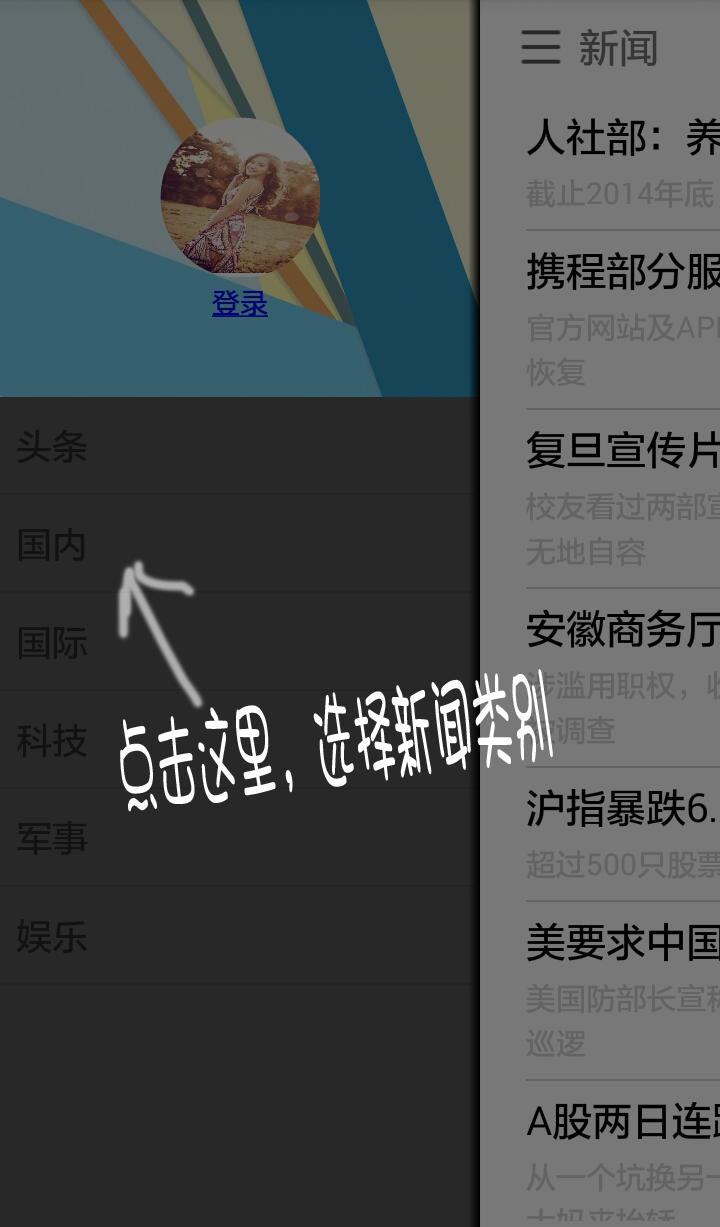 登录
头条
国内
国际
科技
军事
娱乐
点击这里，选择新闻类别
新闻
人社部：养
截止2014年底
携程部分服
官方网站及AP
恢复
复旦宣传片
校友看过两部宣
无地自容
安徽商务厅
涉滥用职权，收
调查
沪指暴跌6.
超过500只股票
美要求中国
美国防部长宣称
巡逻
A股两日连跌
从一个坑换另一